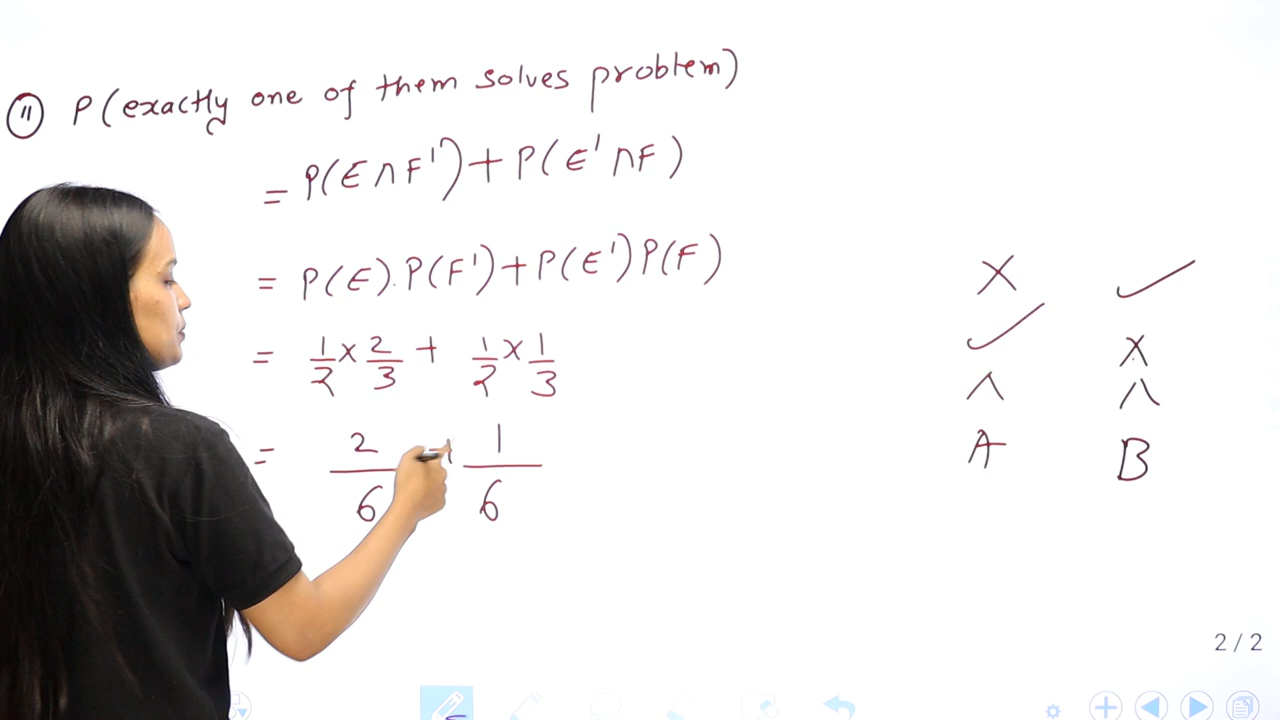 (ii) P(exactly one of them solves problem)
= P(E∩F') + P(E'∩F)
= P(E).P(F') + P(E')P(F)
= 1/2 × 2/3 + 1/2 × 1/3
= 2/6 + 1/6
X ✓
✓ X
^ ^
A B
2 / 2